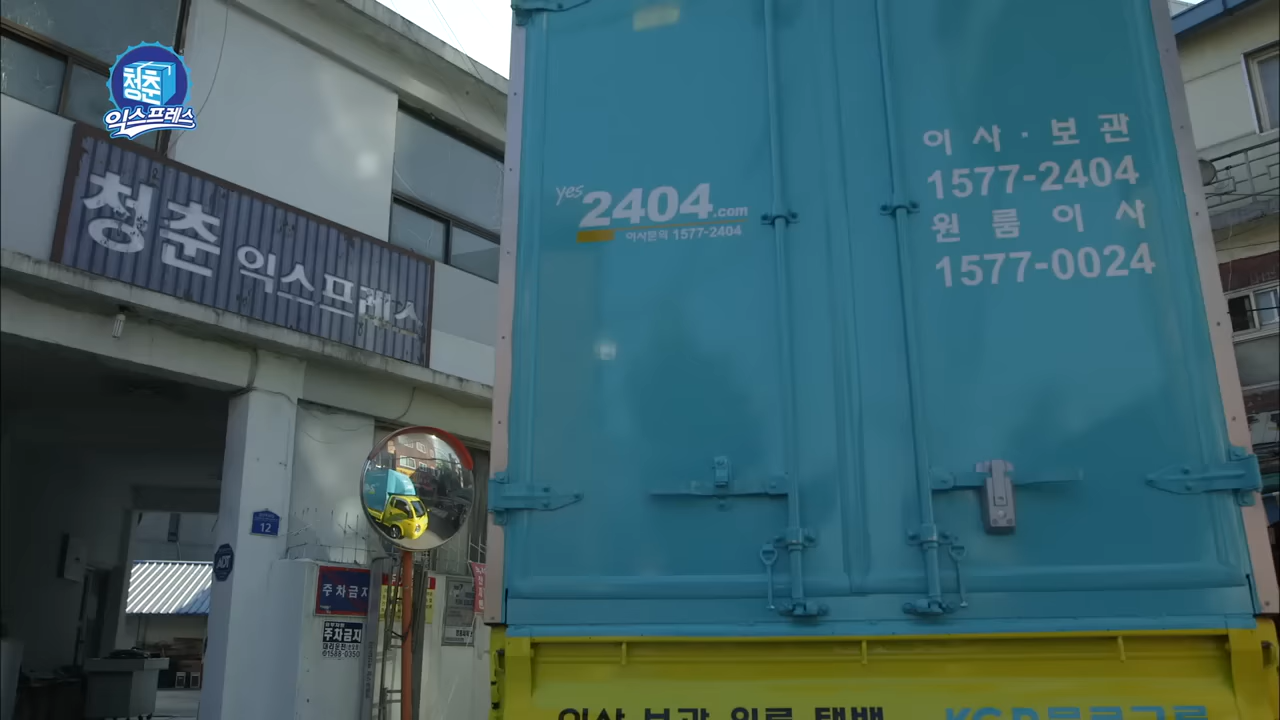 청춘
익스프레스
청춘 익스프레스
yes
2404.com
이사문의 1577-2404
이사·보관
1577-2404
원룸이사
1577-0024
12
주차금지
주차금지
1588-0350